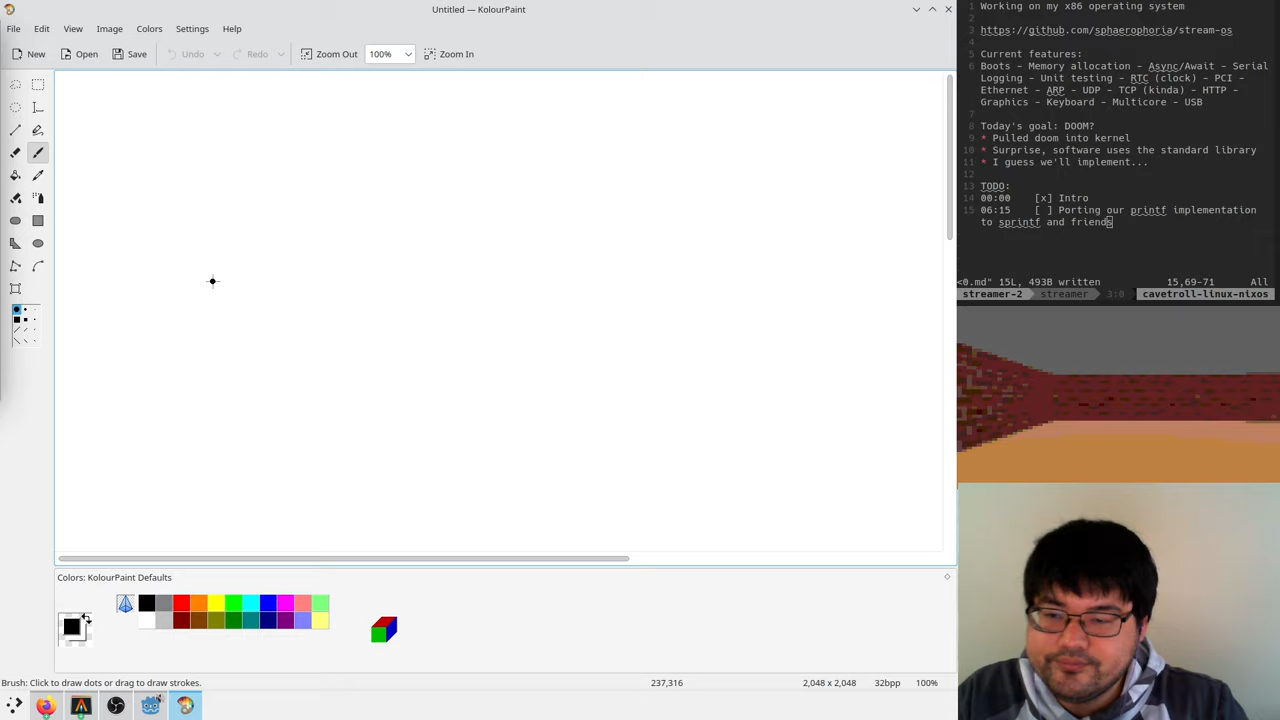 Untitled — KolourPaint
File Edit View Image Colors Settings Help
New Open Save Undo Redo Zoom Out 100% Zoom In
Colors: KolourPaint Defaults
Brush: Click to draw dots or drag to draw strokes. 237,316 2,048 x 2,048 32bpp 100%
1 Working on my x86 operating system
2
3 https://github.com/sphaerophoria/stream-os
4
5 Current features:
6 Boots - Memory allocation - Async/Await - Serial
Logging - Unit testing - RTC (clock) - PCI -
Ethernet - ARP - UDP - TCP (kinda) - HTTP -
Graphics - Keyboard - Multicore - USB
7
8 Today's goal: DOOM?
9 * Pulled doom into kernel
10 * Surprise, software uses the standard library
11 * I guess we'll implement...
12
13 TODO:
14 00:00 [x] Intro
15 06:15 [ ] Porting our printf implementation
to sprintf and friends
<0.md" 15L, 493B written 15,69-71 All
streamer-2 streamer 3:0 cavetroll-linux-nixos